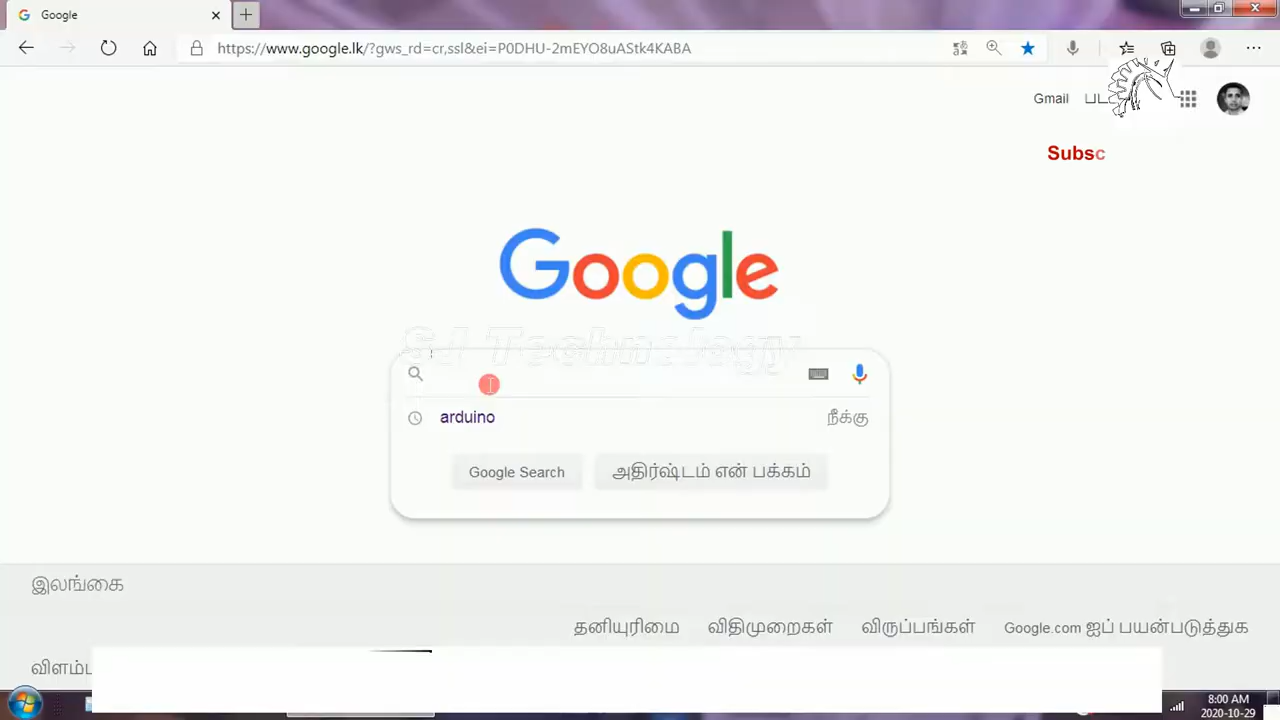 Google
https://www.google.lk/?gws_rd=cr,ssl&ei=P0DHU-2mEYO8uAStk4KABA
Gmail
Subsc
Google
SJ Technology
arduino நீக்கு
Google Search அதிர்ஷ்டம் என் பக்கம்
இலங்கை
தனியுரிமை விதிமுறைகள் விருப்பங்கள் Google.com ஐப் பயன்படுத்துக
8:00 AM
2020-10-29